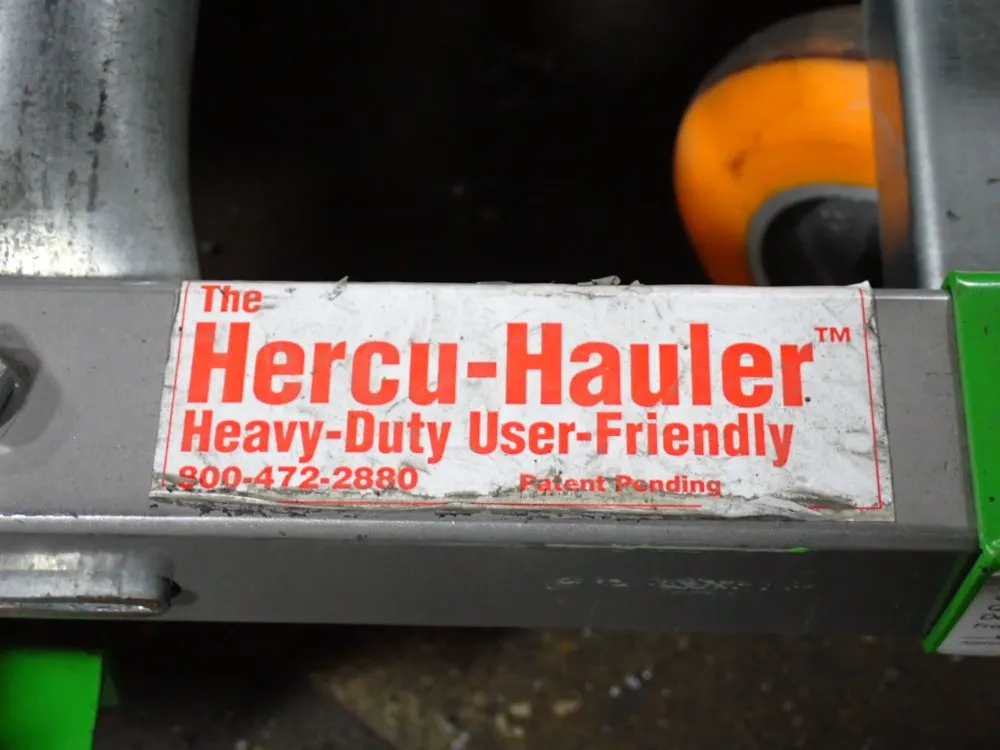 The
Hercu-Hauler™
Heavy-Duty User-Friendly
800-472-2880 Patent Pending